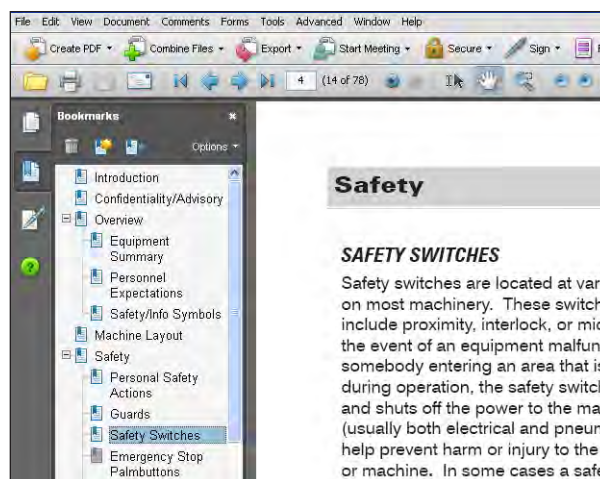 File Edit View Document Comments Forms Tools Advanced Window Help
Create PDF Combine Files Export Start Meeting Secure Sign
4 (14 of 78)
Bookmarks
Options
Introduction
Confidentiality/Advisory
Overview
Equipment
Summary
Personnel
Expectations
Safety/Info Symbols
Machine Layout
Safety
Personal Safety
Actions
Guards
Safety Switches
Emergency Stop
Palmbuttons
Safety
SAFETY SWITCHES
Safety switches are located at var
on most machinery. These switch
include proximity, interlock, or mic
the event of an equipment malfun
somebody entering an area that is
during operation, the safety switch
and shuts off the power to the ma
(usually both electrical and pneum
help prevent harm or injury to the
or machine. In some cases a safe